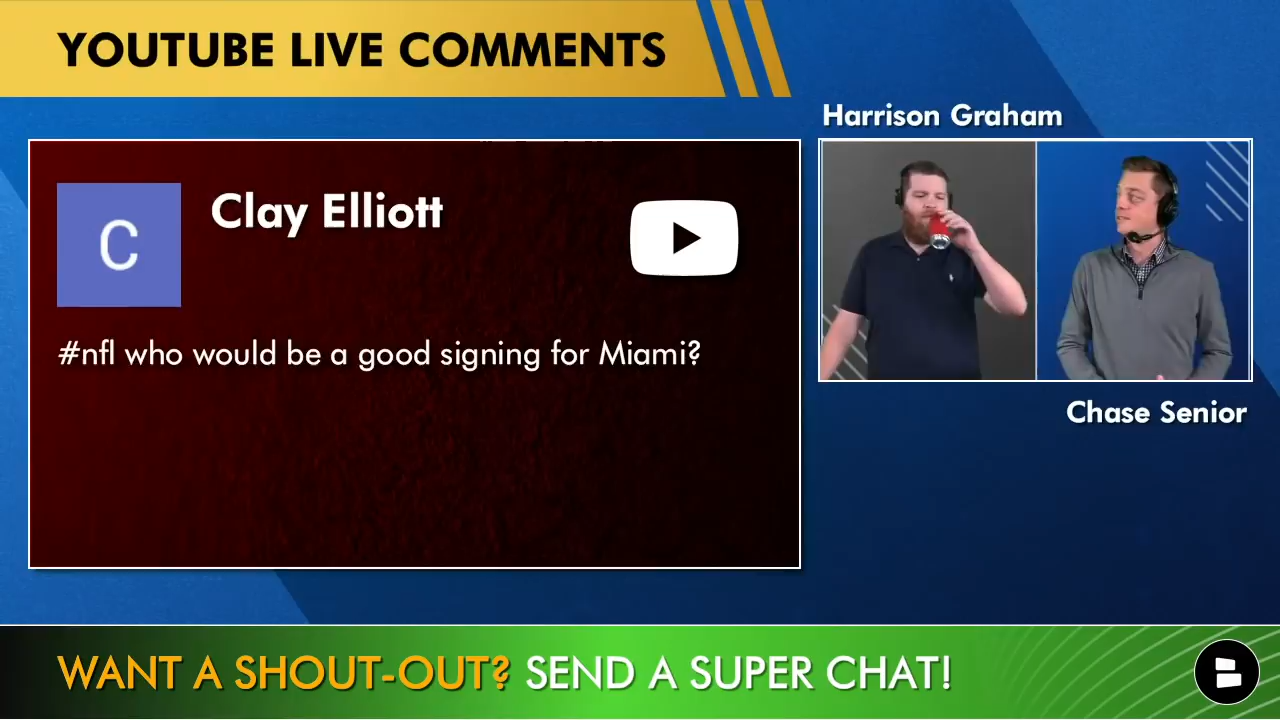 YOUTUBE LIVE COMMENTS
Harrison Graham
C
Clay Elliott
#nfl who would be a good signing for Miami?
Chase Senior
WANT A SHOUT-OUT? SEND A SUPER CHAT!